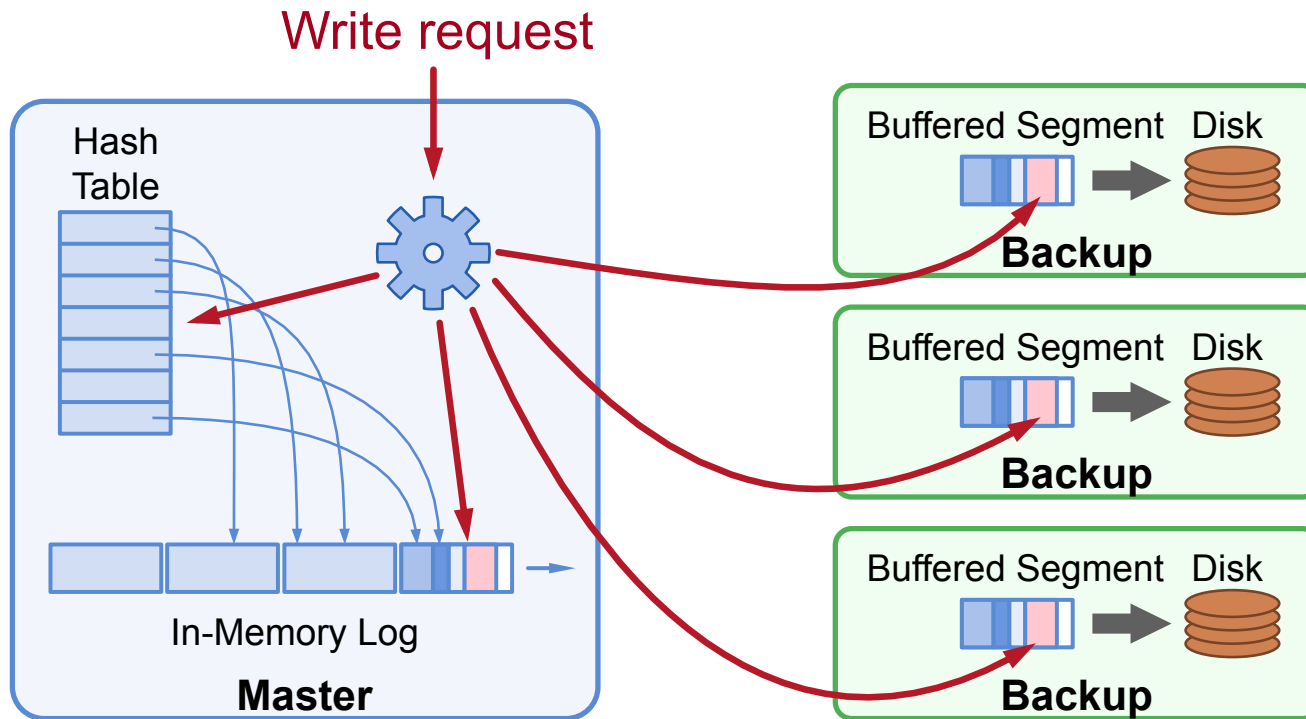 Write request
Hash
Table
In-Memory Log
Master
Buffered Segment Disk
Backup
Buffered Segment Disk
Backup
Buffered Segment Disk
Backup